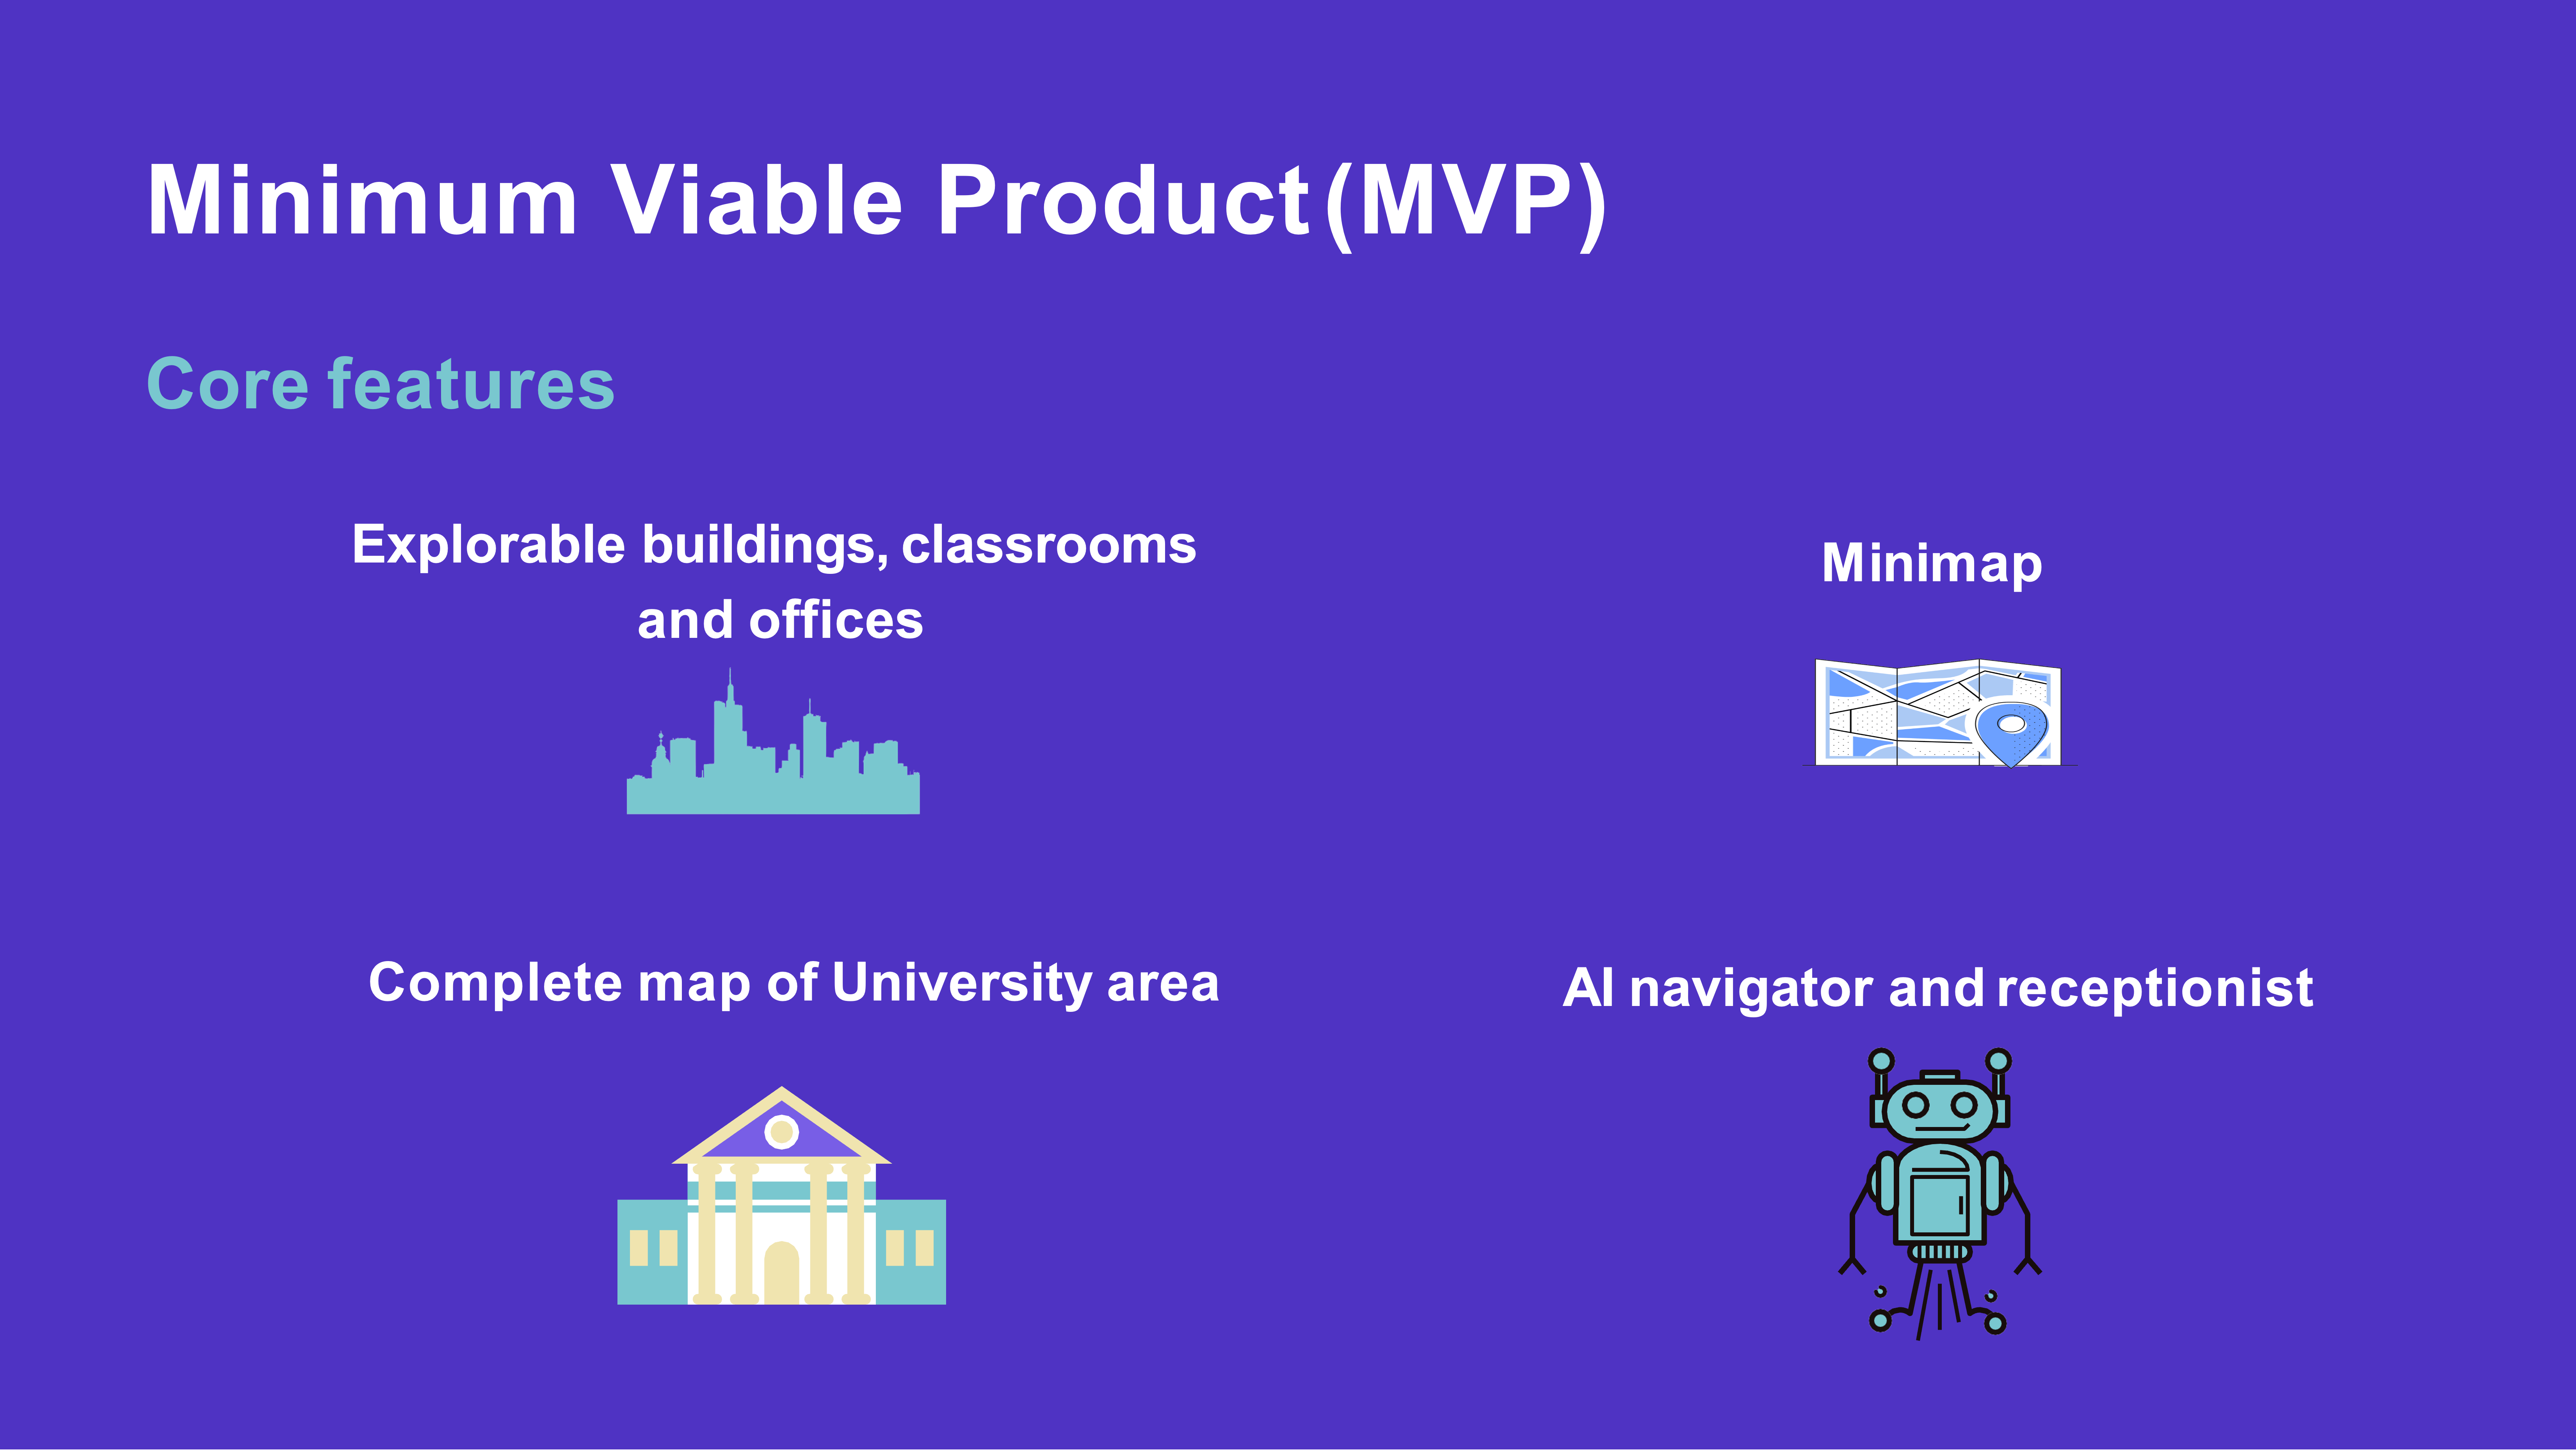 Minimum Viable Product (MVP)
Core features
Explorable buildings, classrooms
and offices
Minimap
Complete map of University area
AI navigator and receptionist